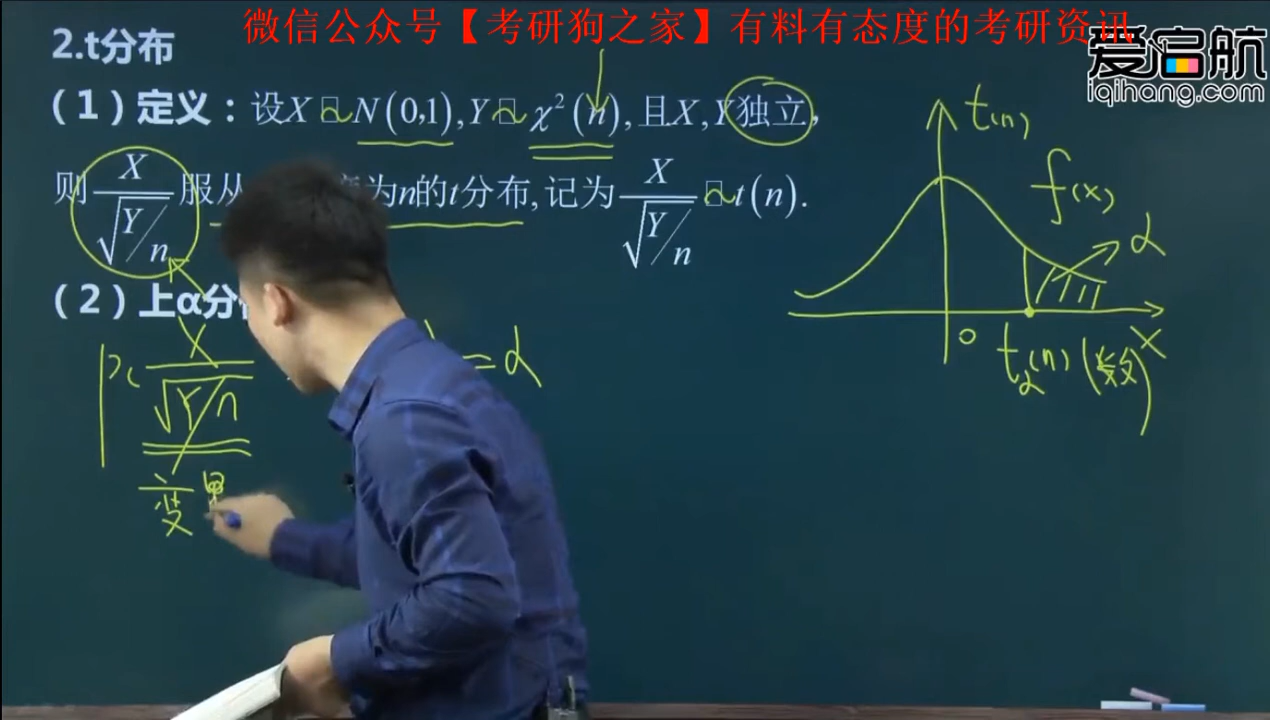 微信公众号【考研狗之家】有料有态度的考研资讯
爱启航
iqihang.com
2.t分布
（1）定义：设X ~ N(0,1),Y ~ χ²(n),且X,Y独立,
则 X/√(Y/n) 服从 为n的t分布,记为 X/√(Y/n) ~ t(n).
（2）上α分
P( X/√(Y/n) = α
变量
t(n)
f(x)
α
0
t_α(n) (数)
X